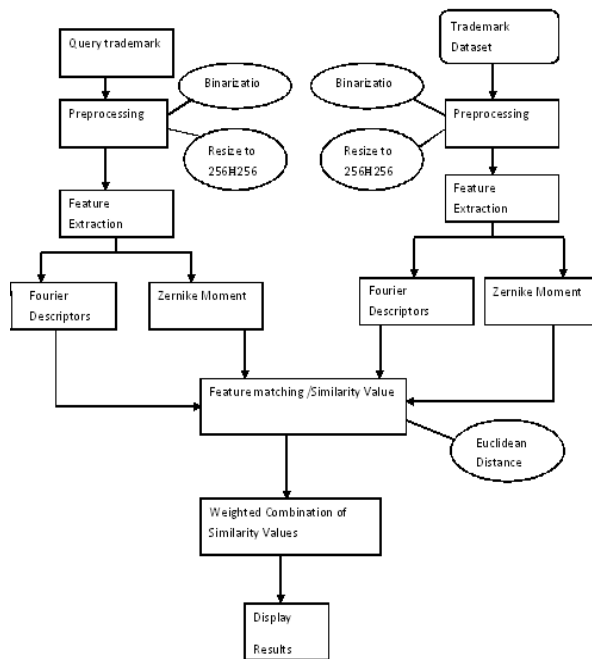 Query trademark
Trademark
Dataset
Binarizatio
Binarizatio
Preprocessing
Preprocessing
Resize to
256H256
Resize to
256H256
Feature
Extraction
Feature
Extraction
Fourier
Descriptors
Zernike Moment
Fourier
Descriptors
Zernike Moment
Feature matching /Similarity Value
Euclidean
Distance
Weighted Combination of
Similarity Values
Display
Results